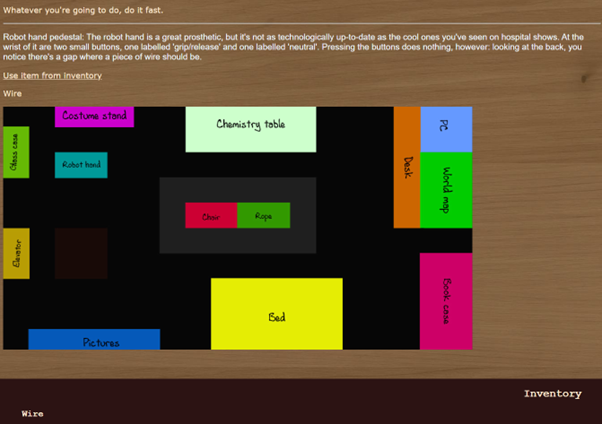 Whatever you're going to do, do it fast.
Robot hand pedestal: The robot hand is a great prosthetic, but it's not as technologically up-to-date as the cool ones you've seen on hospital shows. At the
wrist of it are two small buttons, one labelled 'grip/release' and one labelled 'neutral'. Pressing the buttons does nothing, however: looking at the back, you
notice there's a gap where a piece of wire should be.
Use item from inventory
Wire
Costume stand
Chemistry table
PC
Glass case
Robot hand
Desk
World map
Chair
Rope
Elevator
Bed
Book case
Pictures
Inventory
Wire